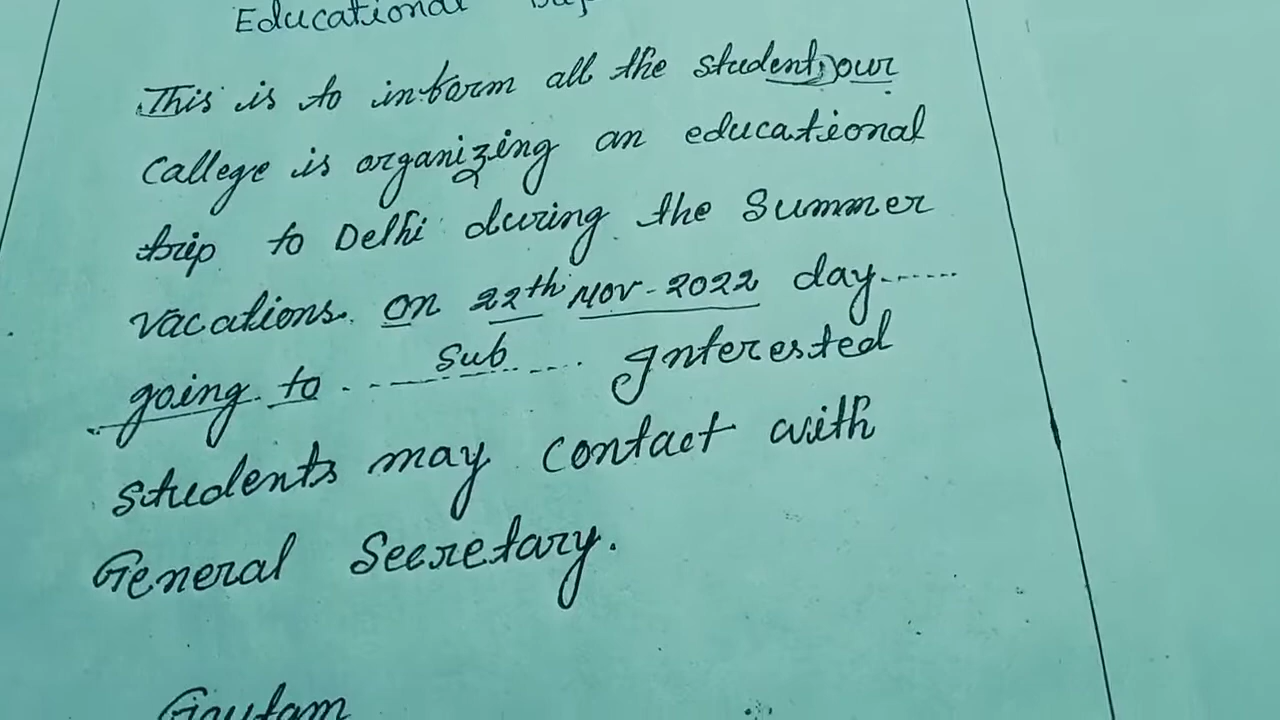 Educational
This is to inform all the student, our
College is organizing an educational
trip to Delhi during the Summer
vacations. on 22th Nov-2022 day.......
going to ........ Sub ........ Interested
students may contact with
General Secretary.
Gautam